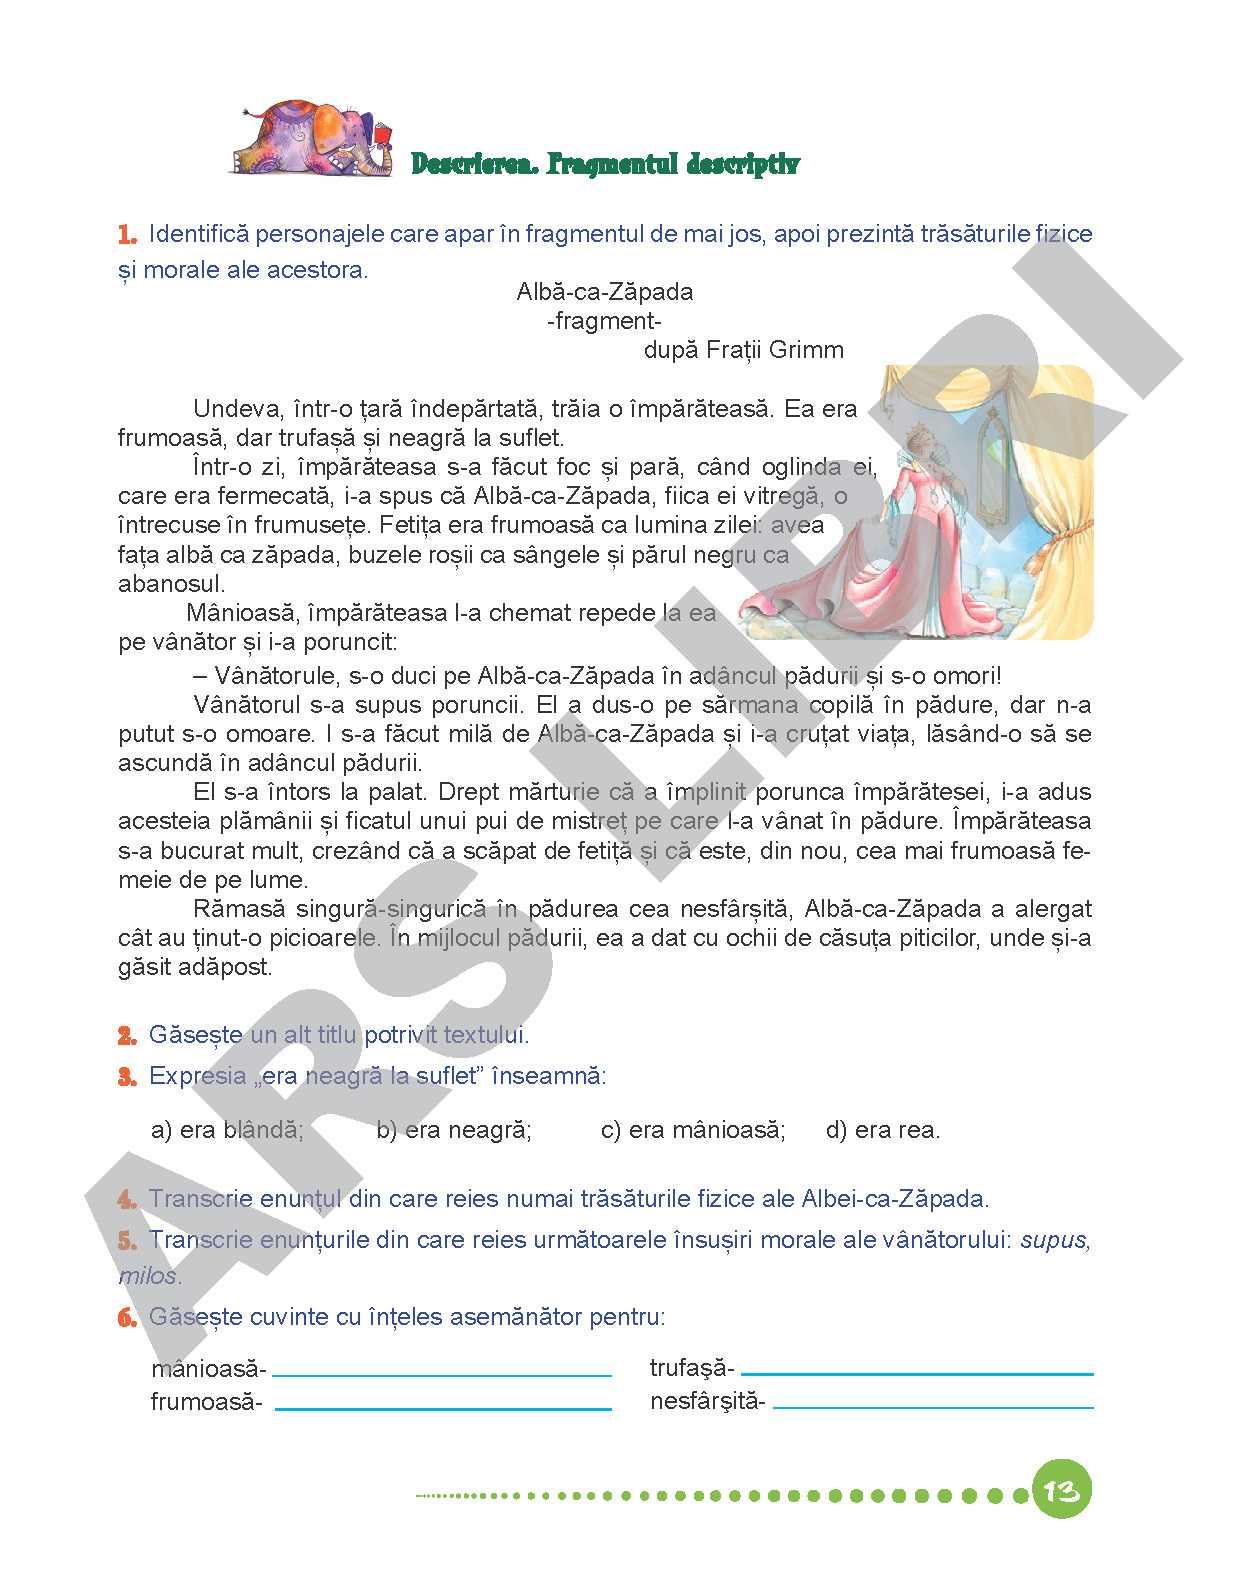 Descrierea. Fragmentul descriptiv
1. Identifică personajele care apar în fragmentul de mai jos, apoi prezintă trăsăturile fizice
și morale ale acestora.
Albă-ca-Zăpada
-fragment-
după Frații Grimm
Undeva, într-o țară îndepărtată, trăia o împărăteasă. Ea era
frumoasă, dar trufașă și neagră la suflet.
Într-o zi, împărăteasa s-a făcut foc și pară, când oglinda ei,
care era fermecată, i-a spus că Albă-ca-Zăpada, fiica ei vitregă, o
întrecuse în frumusețe. Fetița era frumoasă ca lumina zilei: avea
fața albă ca zăpada, buzele roșii ca sângele și părul negru ca
abanosul.
Mânioasă, împărăteasa l-a chemat repede la ea
pe vânător și i-a poruncit:
– Vânătorule, s-o duci pe Albă-ca-Zăpada în adâncul pădurii și s-o omori!
Vânătorul s-a supus poruncii. El a dus-o pe sărmana copilă în pădure, dar n-a
putut s-o omoare. I s-a făcut milă de Albă-ca-Zăpada și i-a cruțat viața, lăsând-o să se
ascundă în adâncul pădurii.
El s-a întors la palat. Drept mărturie că a împlinit porunca împărătesei, i-a adus
acesteia plămânii și ficatul unui pui de mistreț pe care l-a vânat în pădure. Împărăteasa
s-a bucurat mult, crezând că a scăpat de fetiță și că este, din nou, cea mai frumoasă fe-
meie de pe lume.
Rămasă singură-singurică în pădurea cea nesfârșită, Albă-ca-Zăpada a alergat
cât au ținut-o picioarele. În mijlocul pădurii, ea a dat cu ochii de căsuța piticilor, unde și-a
găsit adăpost.
2. Găsește un alt titlu potrivit textului.
3. Expresia „era neagră la suflet” înseamnă:
a) era blândă; b) era neagră; c) era mânioasă; d) era rea.
4. Transcrie enunțul din care reies numai trăsăturile fizice ale Albei-ca-Zăpada.
5. Transcrie enunțurile din care reies următoarele însușiri morale ale vânătorului: supus,
milos.
6. Găsește cuvinte cu înțeles asemănător pentru:
mânioasă- trufaşă-
frumoasă- nesfârşită-
13
ARS LIBRI